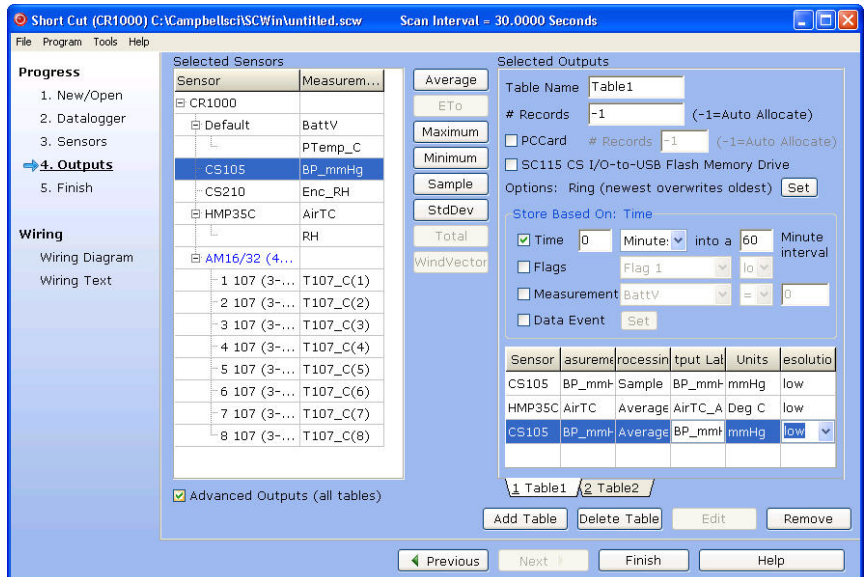 Short Cut (CR1000) C:\Campbellsci\SCWin\untitled.scw Scan Interval = 30.0000 Seconds
File Program Tools Help
Progress
1. New/Open
2. Datalogger
3. Sensors
4. Outputs
5. Finish
Wiring
Wiring Diagram
Wiring Text
Selected Sensors
Sensor Measurem...
CR1000
Default BattV
PTemp_C
CS105 BP_mmHg
CS210 Enc_RH
HMP35C AirTC
RH
AM16/32 (4...
1 107 (3-... T107_C(1)
2 107 (3-... T107_C(2)
3 107 (3-... T107_C(3)
4 107 (3-... T107_C(4)
5 107 (3-... T107_C(5)
6 107 (3-... T107_C(6)
7 107 (3-... T107_C(7)
8 107 (3-... T107_C(8)
Advanced Outputs (all tables)
Average
ETo
Maximum
Minimum
Sample
StdDev
Total
WindVector
Selected Outputs
Table Name Table1
# Records -1 (-1=Auto Allocate)
PCCard # Records -1 (-1=Auto Allocate)
SC115 CS I/O-to-USB Flash Memory Drive
Options: Ring (newest overwrites oldest) Set
Store Based On: Time
Time 0 Minute: into a 60 Minute interval
Flags Flag 1 lo
Measurement BattV = 0
Data Event Set
Sensor asureme rocessin tput Lab Units esolutio
CS105 BP_mmH Sample BP_mmH mmHg low
HMP35C AirTC Average AirTC_A Deg C low
CS105 BP_mmH Average BP_mmH mmHg low
1 Table1 2 Table2
Add Table Delete Table Edit Remove
Previous Next Finish Help